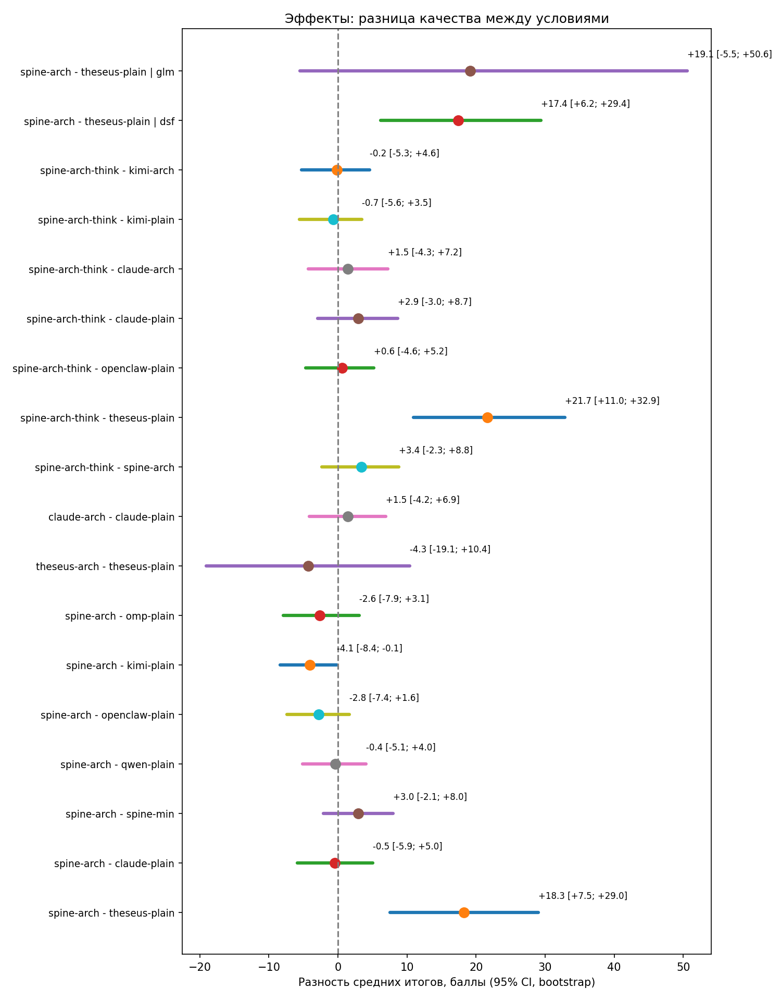 Эффекты: разница качества между условиями
spine-arch - theseus-plain | glm
+19.1 [-5.5; +50.6]
spine-arch - theseus-plain | dsf
+17.4 [+6.2; +29.4]
spine-arch-think - kimi-arch
-0.2 [-5.3; +4.6]
spine-arch-think - kimi-plain
-0.7 [-5.6; +3.5]
spine-arch-think - claude-arch
+1.5 [-4.3; +7.2]
spine-arch-think - claude-plain
+2.9 [-3.0; +8.7]
spine-arch-think - openclaw-plain
+0.6 [-4.6; +5.2]
spine-arch-think - theseus-plain
+21.7 [+11.0; +32.9]
spine-arch-think - spine-arch
+3.4 [-2.3; +8.8]
claude-arch - claude-plain
+1.5 [-4.2; +6.9]
theseus-arch - theseus-plain
-4.3 [-19.1; +10.4]
spine-arch - omp-plain
-2.6 [-7.9; +3.1]
spine-arch - kimi-plain
-4.1 [-8.4; -0.1]
spine-arch - openclaw-plain
-2.8 [-7.4; +1.6]
spine-arch - qwen-plain
-0.4 [-5.1; +4.0]
spine-arch - spine-min
+3.0 [-2.1; +8.0]
spine-arch - claude-plain
-0.5 [-5.9; +5.0]
spine-arch - theseus-plain
+18.3 [+7.5; +29.0]
−20 −10 0 10 20 30 40 50
Разность средних итогов, баллы (95% CI, bootstrap)